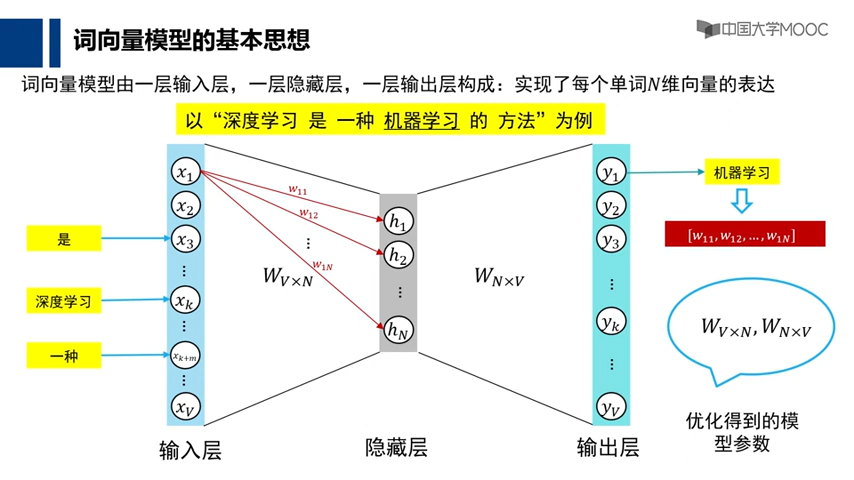 词向量模型的基本思想
中国大学MOOC
词向量模型由一层输入层，一层隐藏层，一层输出层构成：实现了每个单词N维向量的表达
以“深度学习 是 一种 机器学习 的 方法”为例
x₁
x₂
是
x₃
⋮
深度学习
x_k
⋮
一种
x_{k+m}
⋮
x_V
输入层
w₁₁
w₁₂
⋮
w_{1N}
W_{V×N}
h₁
h₂
⋮
h_N
隐藏层
W_{N×V}
y₁
y₂
y₃
⋮
y_k
⋮
y_V
输出层
机器学习
[w₁₁, w₁₂, …, w_{1N}]
W_{V×N}, W_{N×V}
优化得到的模
型参数